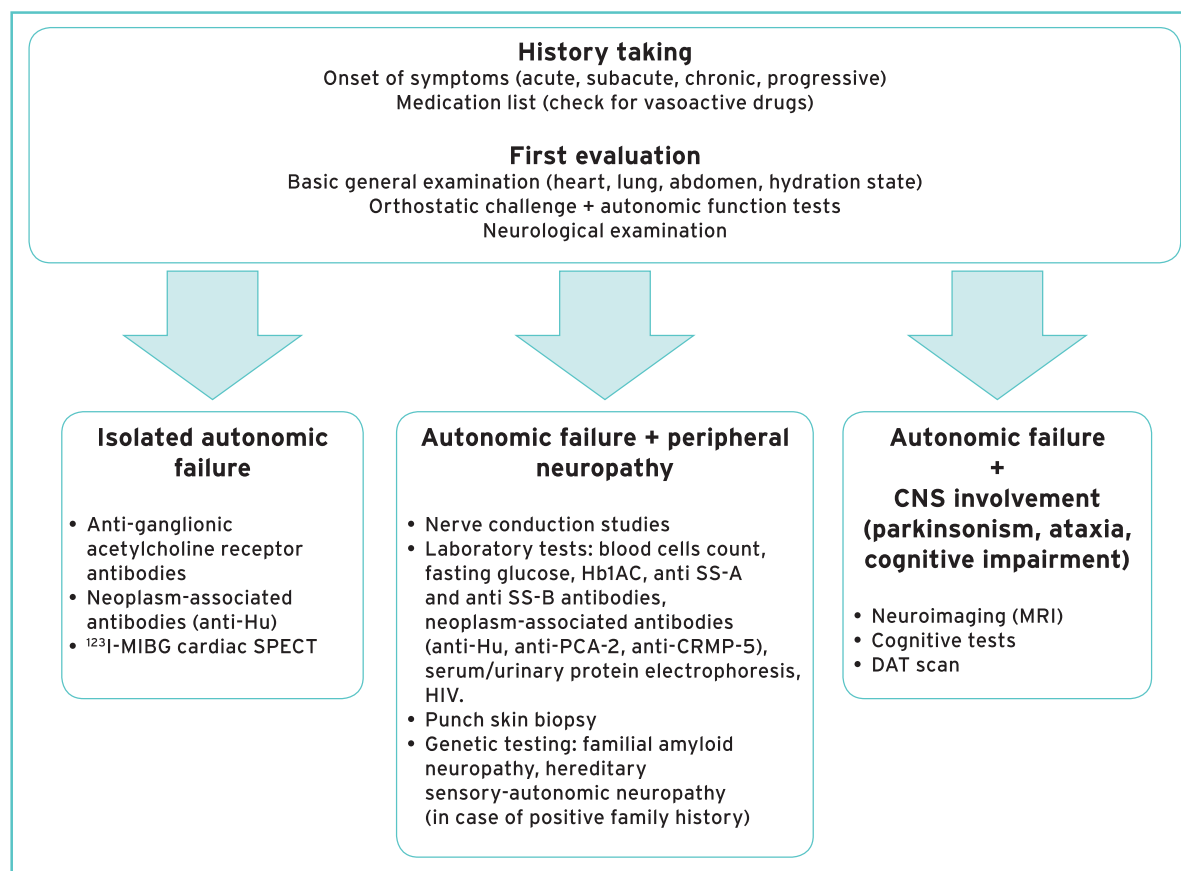 History taking
Onset of symptoms (acute, subacute, chronic, progressive)
Medication list (check for vasoactive drugs)
First evaluation
Basic general examination (heart, lung, abdomen, hydration state)
Orthostatic challenge + autonomic function tests
Neurological examination
Isolated autonomic
failure
• Anti-ganglionic
acetylcholine receptor
antibodies
• Neoplasm-associated
antibodies (anti-Hu)
• ¹²³I-MIBG cardiac SPECT
Autonomic failure + peripheral
neuropathy
• Nerve conduction studies
• Laboratory tests: blood cells count,
fasting glucose, Hb1AC, anti SS-A
and anti SS-B antibodies,
neoplasm-associated antibodies
(anti-Hu, anti-PCA-2, anti-CRMP-5),
serum/urinary protein electrophoresis,
HIV.
• Punch skin biopsy
• Genetic testing: familial amyloid
neuropathy, hereditary
sensory-autonomic neuropathy
(in case of positive family history)
Autonomic failure
+
CNS involvement
(parkinsonism, ataxia,
cognitive impairment)
• Neuroimaging (MRI)
• Cognitive tests
• DAT scan